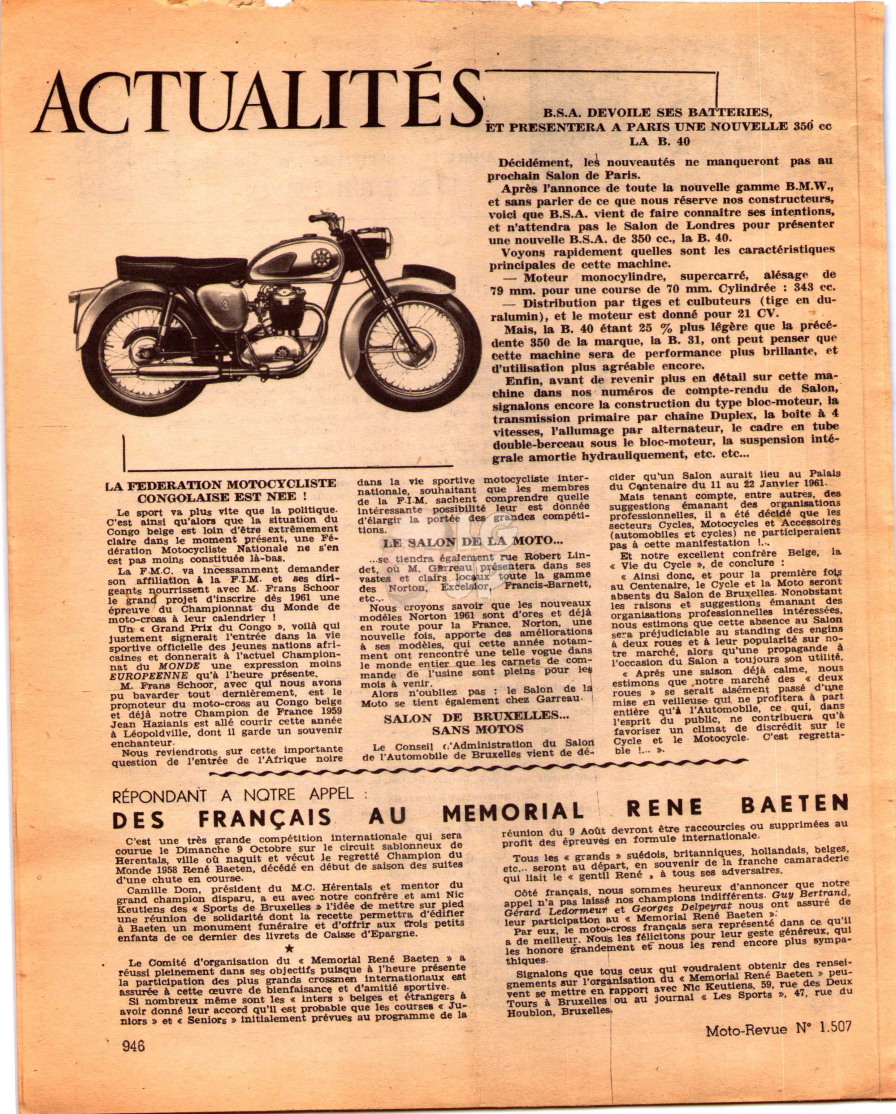 ACTUALITÉS
B.S.A. DEVOILE SES BATTERIES,
ET PRESENTERA A PARIS UNE NOUVELLE 350 cc
LA B. 40
Décidément, les nouveautés ne manqueront pas au
prochain Salon de Paris.
Après l'annonce de toute la nouvelle gamme B.M.W.,
et sans parler de ce que nous réserve nos constructeurs,
voici que B.S.A. vient de faire connaître ses intentions,
et n'attendra pas le Salon de Londres pour présenter
une nouvelle B.S.A. de 350 cc., la B. 40.
Voyons rapidement quelles sont les caractéristiques
principales de cette machine.
— Moteur monocylindre, supercarré, alésage de
79 mm. pour une course de 70 mm. Cylindrée : 343 cc.
— Distribution par tiges et culbuteurs (tige en du-
ralumin), et le moteur est donné pour 21 CV.
Mais, la B. 40 étant 25 % plus légère que la précé-
dente 350 de la marque, la B. 31, ont peut penser que
cette machine sera de performance plus brillante, et
d'utilisation plus agréable encore.
Enfin, avant de revenir plus en détail sur cette ma-
chine dans nos numéros de compte-rendu de Salon,
signalons encore la construction du type bloc-moteur, la
transmission primaire par chaîne Duplex, la boîte à 4
vitesses, l'allumage par alternateur, le cadre en tube
double-berceau sous le bloc-moteur, la suspension inté-
grale amortie hydrauliquement, etc. etc...
LA FEDERATION MOTOCYCLISTE
CONGOLAISE EST NEE !
Le sport va plus vite que la politique.
C'est ainsi qu'alors que la situation du
Congo belge est loin d'être extrêmement
claire dans le moment présent, une Fé-
dération Motocycliste Nationale ne s'en
est pas moins constituée là-bas.
La F.M.C. va incessamment demander
son affiliation à la F.I.M. et ses diri-
geants nourrissent avec M. Frans Schoor
le grand projet d'inscrire dès 1961 une
épreuve du Championnat du Monde de
moto-cross à leur calendrier !
Un « Grand Prix du Congo », voilà qui
justement signerait l'entrée dans la vie
sportive officielle des jeunes nations afri-
caines et donnerait à l'actuel Champion-
nat du MONDE une expression moins
EUROPEENNE qu'à l'heure présente.
M. Frans Schoor, avec qui nous avons
pu bavarder tout dernièrement, est le
promoteur du moto-cross au Congo belge
et déjà notre Champion de France 1959
Jean Hazianis est allé courir cette année
à Léopoldville, dont il garde un souvenir
enchanteur.
Nous reviendrons sur cette importante
question de l'entrée de l'Afrique noire
dans la vie sportive motocycliste inter-
nationale, souhaitant que les membres
de la F.I.M. sachent comprendre quelle
intéressante possibilité leur est donnée
d'élargir la portée des grandes compéti-
tions.
LE SALON DE LA MOTO...
...se tiendra également rue Robert Lin-
det, où M. Garreau présentera dans ses
vastes et clairs locaux toute la gamme
des Norton, Excelsior, Francis-Barnett,
etc...
Nous croyons savoir que les nouveaux
modèles Norton 1961 sont d'ores et déjà
en route pour la France. Norton, une
nouvelle fois, apporte des améliorations
à ses modèles, qui cette année notam-
ment ont rencontré une telle vogue dans
le monde entier que les carnets de com-
mande de l'usine sont pleins pour les
mois à venir.
Alors n'oubliez pas : le Salon de la
Moto se tient également chez Garreau.
SALON DE BRUXELLES...
SANS MOTOS
Le Conseil d'Administration du Salon
de l'Automobile de Bruxelles vient de dé-
cider qu'un Salon aurait lieu au Palais
du Centenaire du 11 au 22 Janvier 1961.
Mais tenant compte, entre autres, des
suggestions émanant des organisations
professionnelles, il a été décidé que les
secteurs Cycles, Motocycles et Accessoires
(automobiles et cycles) ne participeraient
pas à cette manifestation !...
Et notre excellent confrère Belge, la
« Vie du Cycle », de conclure :
« Ainsi donc, et pour la première fois
au Centenaire, le Cycle et la Moto seront
absents du Salon de Bruxelles. Nonobstant
les raisons et suggestions émanant des
organisations professionnelles intéressées,
nous estimons que cette absence au Salon
sera préjudiciable au standing des engins
à deux roues et à leur popularité sur no-
tre marché, alors qu'une propagande à
l'occasion du Salon a toujours son utilité.
« Après une saison déjà calme, nous
estimons que notre marché des « deux
roues » se serait aisément passé d'une
mise en veilleuse qui ne profitera à part
entière qu'à l'Automobile, ce qui, dans
l'esprit du public, ne contribuera qu'à
favoriser un climat de discrédit sur le
Cycle et le Motocycle. C'est regretta-
ble !... ».
RÉPONDANT A NOTRE APPEL :
DES FRANÇAIS AU MEMORIAL RENE BAETEN
C'est une très grande compétition internationale qui sera
courue le Dimanche 9 Octobre sur le circuit sablonneux de
Herentals, ville où naquit et vécut le regretté Champion du
Monde 1958 René Baeten, décédé en début de saison des suites
d'une chute en course.
Camille Dom, président du M.C. Hérentals et mentor du
grand champion disparu, a eu avec notre confrère et ami Nic
Keutiens des « Sports de Bruxelles » l'idée de mettre sur pied
une réunion de solidarité dont la recette permettra d'édifier
à Baeten un monument funéraire et d'offrir aux trois petits
enfants de ce dernier des livrets de Caisse d'Epargne.
★
Le Comité d'organisation du « Memorial René Baeten » a
réussi pleinement dans ses objectifs puisque à l'heure présente
la participation des plus grands crossmen internationaux est
assurée à cette œuvre de bienfaisance et d'amitié sportive.
Si nombreux même sont les « inters » belges et étrangers à
avoir donné leur accord qu'il est probable que les courses « Ju-
niors » et « Seniors » initialement prévues au programme de la
réunion du 9 Août devront être raccourcies ou supprimées au
profit des épreuves en formule internationale.
Tous les « grands » suédois, britanniques, hollandais, belges,
etc... seront au départ, en souvenir de la franche camaraderie
qui liait le « gentil René » à tous ses adversaires.
Côté français, nous sommes heureux d'annoncer que notre
appel n'a pas laissé nos champions indifférents. Guy Bertrand,
Gérard Ledormeur et Georges Delpeyrat nous ont assuré de
leur participation au « Memorial René Baeten ».
Par eux, le moto-cross français sera représenté dans ce qu'il
a de meilleur. Nous les félicitons pour leur geste généreux, qui
les honore grandement et nous les rend encore plus sympa-
thiques.
Signalons que tous ceux qui voudraient obtenir des rensei-
gnements sur l'organisation du « Memorial René Baeten » peu-
vent se mettre en rapport avec Nic Keutiens, 59, rue des Deux
Tours à Bruxelles ou au journal « Les Sports », 47, rue du
Houblon, Bruxelles.
946
Moto-Revue N° 1.507